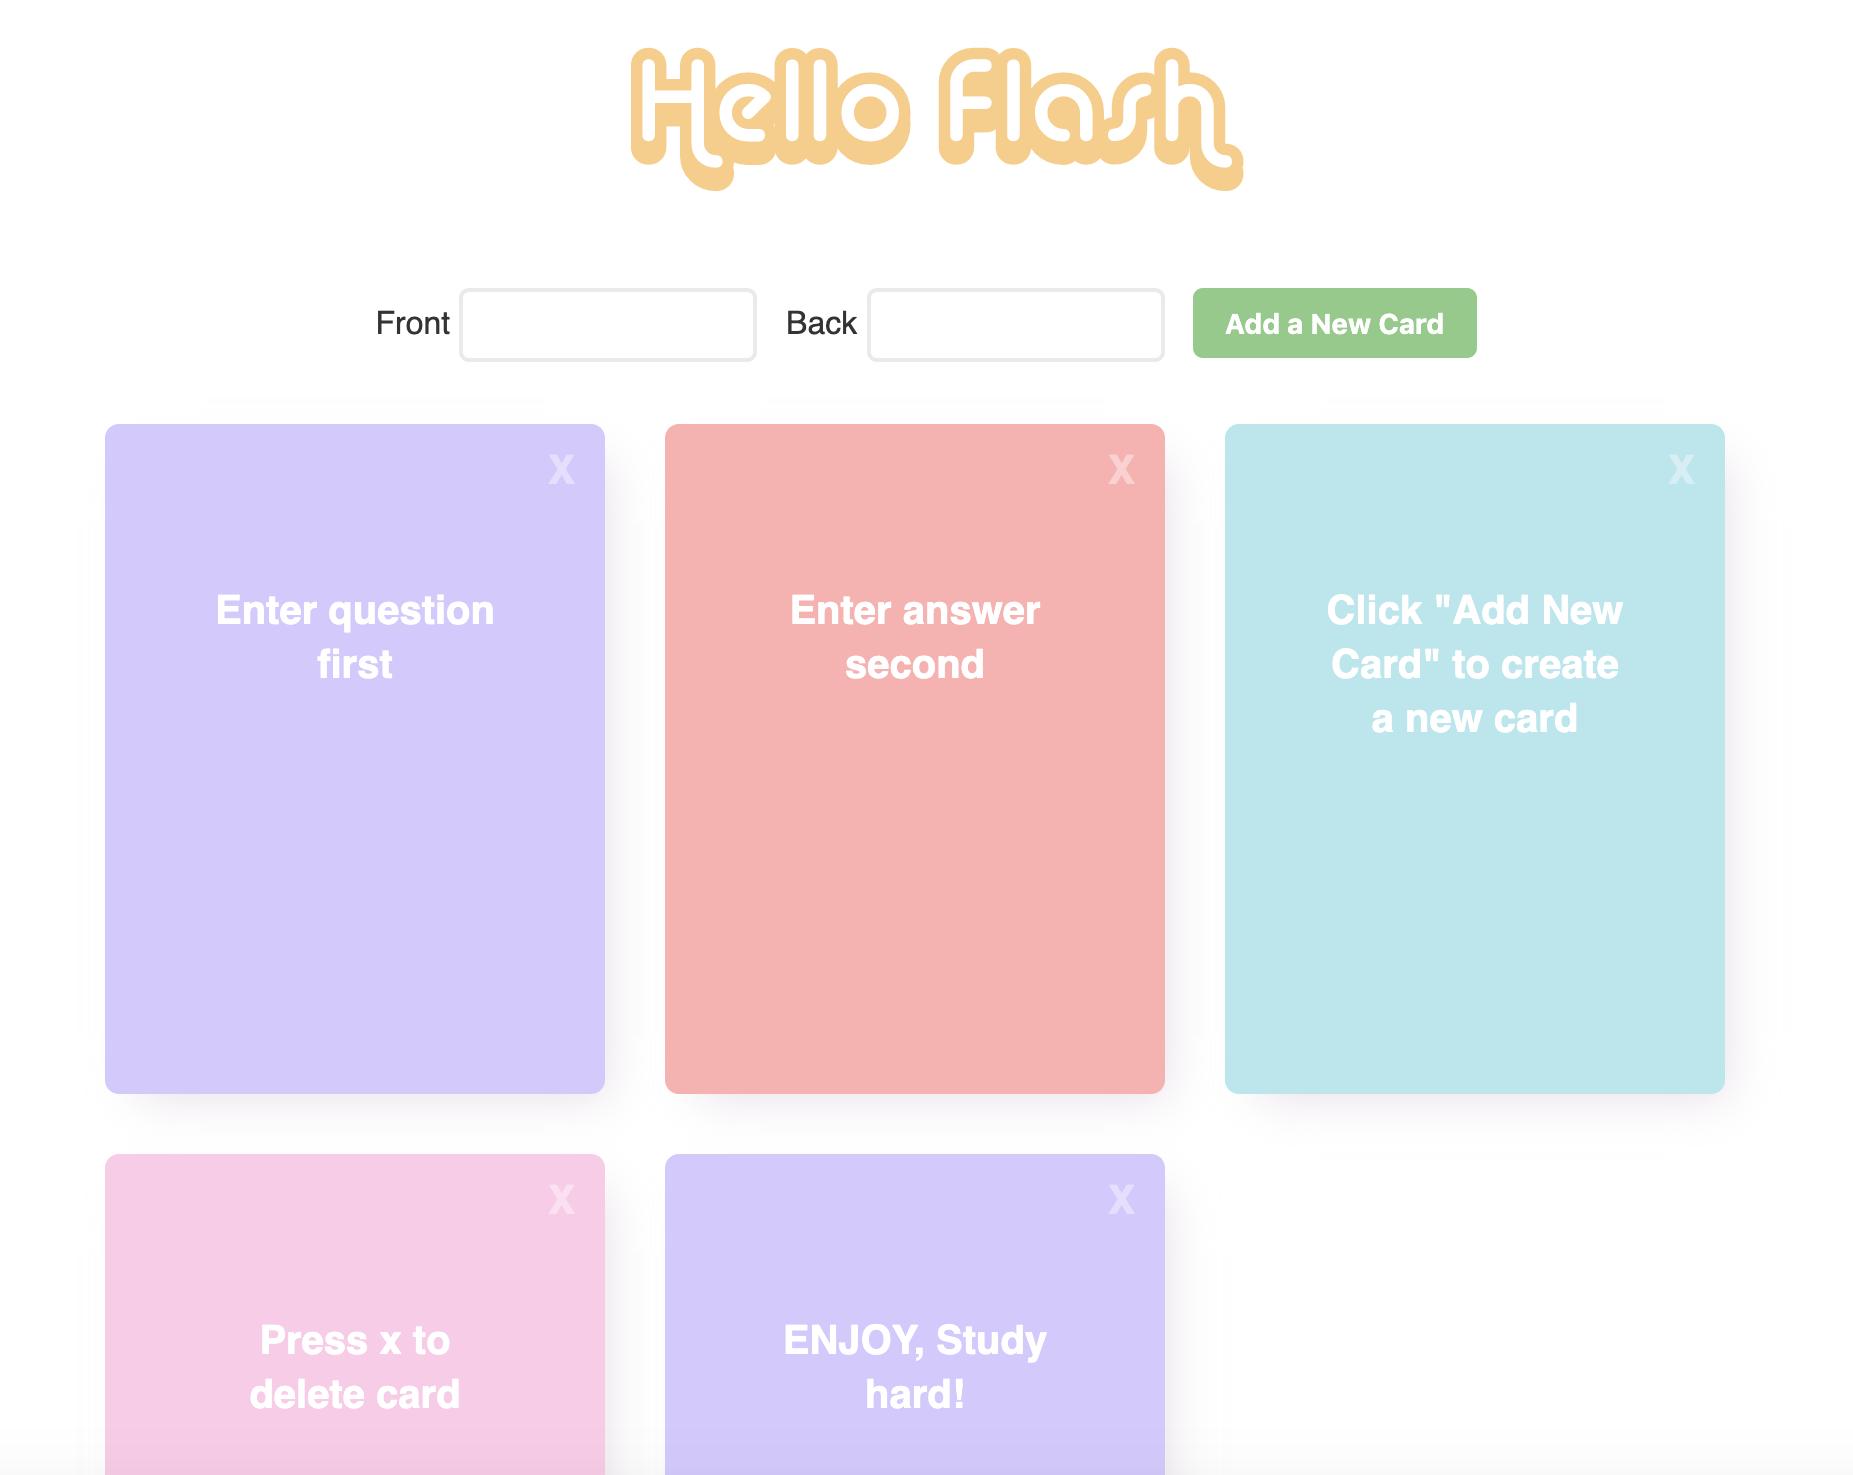 Hello Flash
Front
Back
Add a New Card
X
X
X
Enter question
first
Enter answer
second
Click "Add New
Card" to create
a new card
X
X
Press x to
delete card
ENJOY, Study
hard!